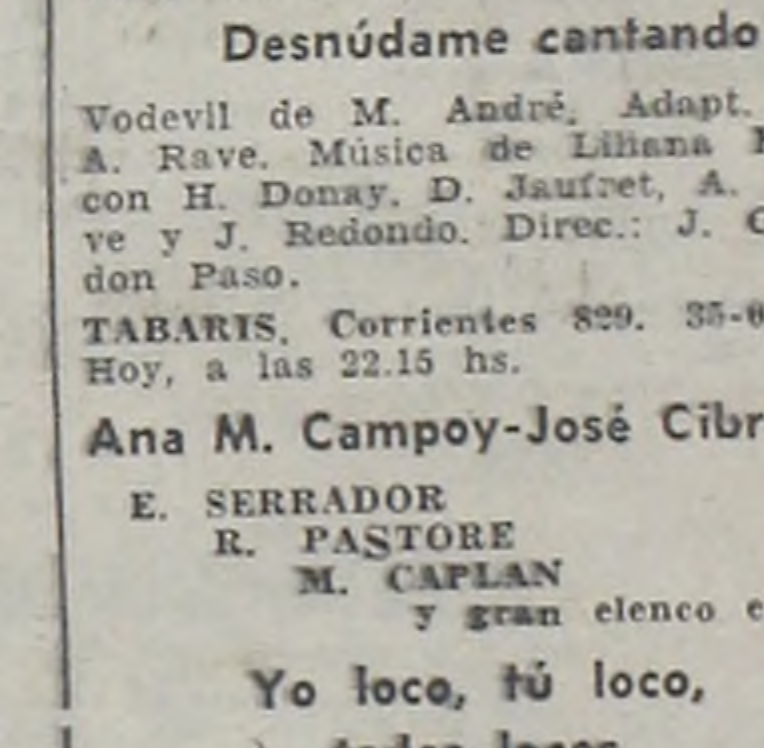 Desnúdame cantando
Vodevil de M. André. Adapt.
A. Rave. Música de Liliana
con H. Donay. D. Jaufret, A.
ve y J. Redondo. Direc.: J.
don Paso.
TABARIS. Corrientes 829. 35-
Hoy, a las 22.15 hs.
Ana M. Campoy-José Cibr
E. SERRADOR
R. PASTORE
M. CAPLAN
y gran elenco e
Yo loco, tú loco,